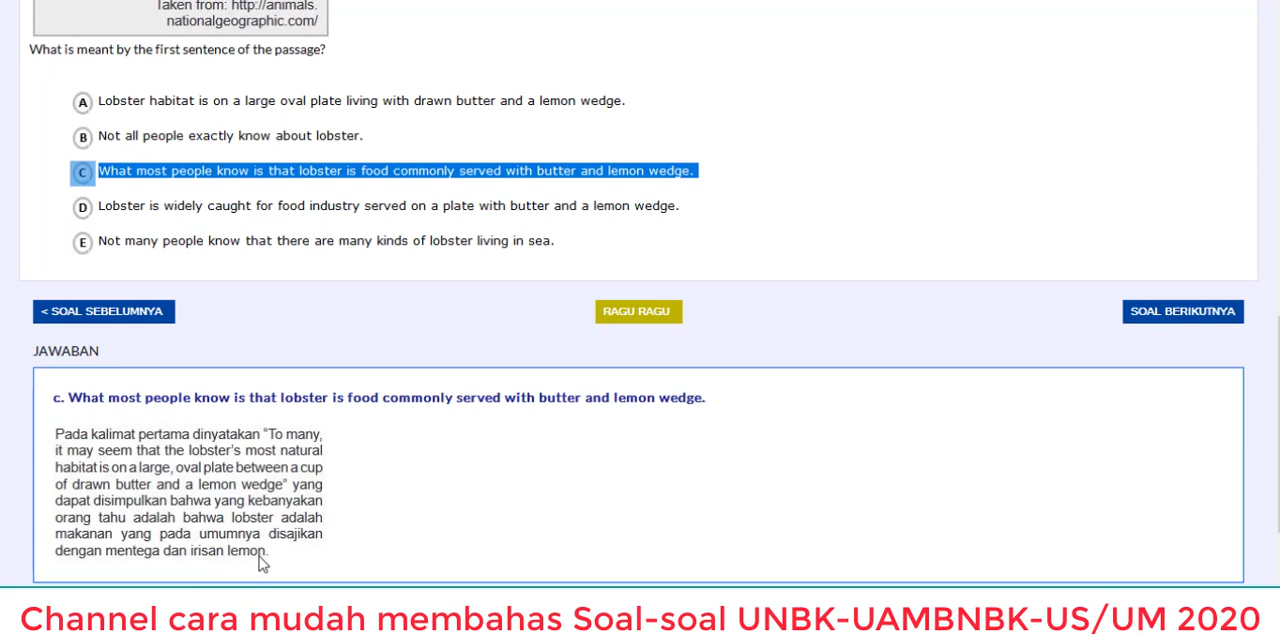 Taken from: http://animals.
nationalgeographic.com/
What is meant by the first sentence of the passage?
A Lobster habitat is on a large oval plate living with drawn butter and a lemon wedge.
B Not all people exactly know about lobster.
C What most people know is that lobster is food commonly served with butter and lemon wedge.
D Lobster is widely caught for food industry served on a plate with butter and a lemon wedge.
E Not many people know that there are many kinds of lobster living in sea.
< SOAL SEBELUMNYA RAGU RAGU SOAL BERIKUTNYA
JAWABAN
c. What most people know is that lobster is food commonly served with butter and lemon wedge.
Pada kalimat pertama dinyatakan “To many,
it may seem that the lobster’s most natural
habitat is on a large, oval plate between a cup
of drawn butter and a lemon wedge” yang
dapat disimpulkan bahwa yang kebanyakan
orang tahu adalah bahwa lobster adalah
makanan yang pada umumnya disajikan
dengan mentega dan irisan lemon.
Channel cara mudah membahas Soal-soal UNBK-UAMBNBK-US/UM 2020